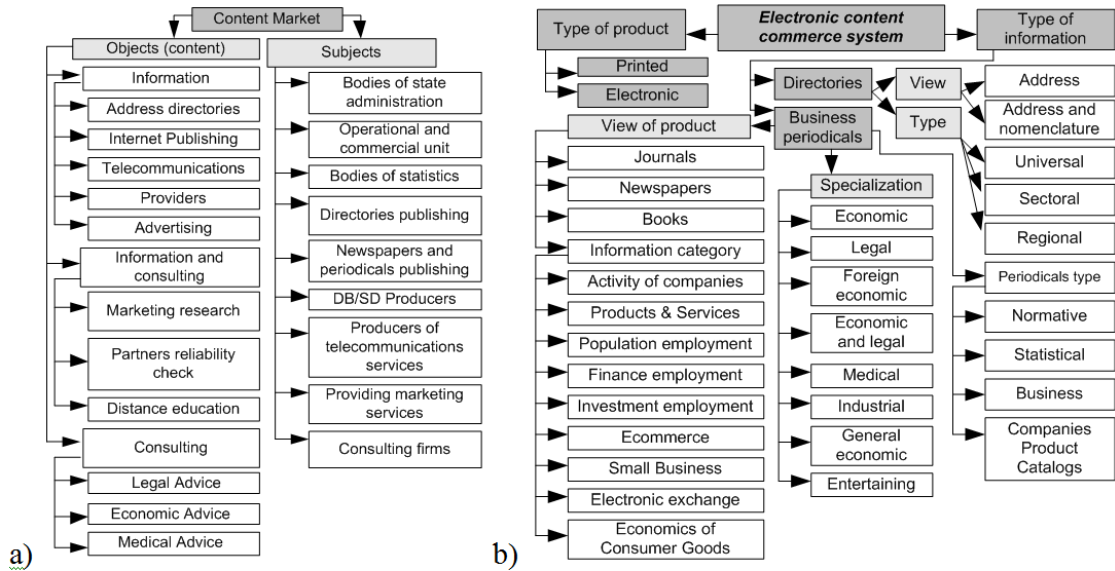 Content Market
Objects (content)
Information
Address directories
Internet Publishing
Telecommunications
Providers
Advertising
Information and
consulting
Marketing research
Partners reliability
check
Distance education
Consulting
Legal Advice
Economic Advice
Medical Advice
Subjects
Bodies of state
administration
Operational and
commercial unit
Bodies of statistics
Directories publishing
Newspapers and
periodicals publishing
DB/SD Producers
Producers of
telecommunications
services
Providing marketing
services
Consulting firms
a)
Electronic content
commerce system
Type of product
Printed
Electronic
View of product
Journals
Newspapers
Books
Information category
Activity of companies
Products & Services
Population employment
Finance employment
Investment employment
Ecommerce
Small Business
Electronic exchange
Economics of
Consumer Goods
Directories
Business
periodicals
Specialization
Economic
Legal
Foreign
economic
Economic
and legal
Medical
Industrial
General
economic
Entertaining
View
Type
Type of
information
Address
Address and
nomenclature
Universal
Sectoral
Regional
Periodicals type
Normative
Statistical
Business
Companies
Product
Catalogs
b)